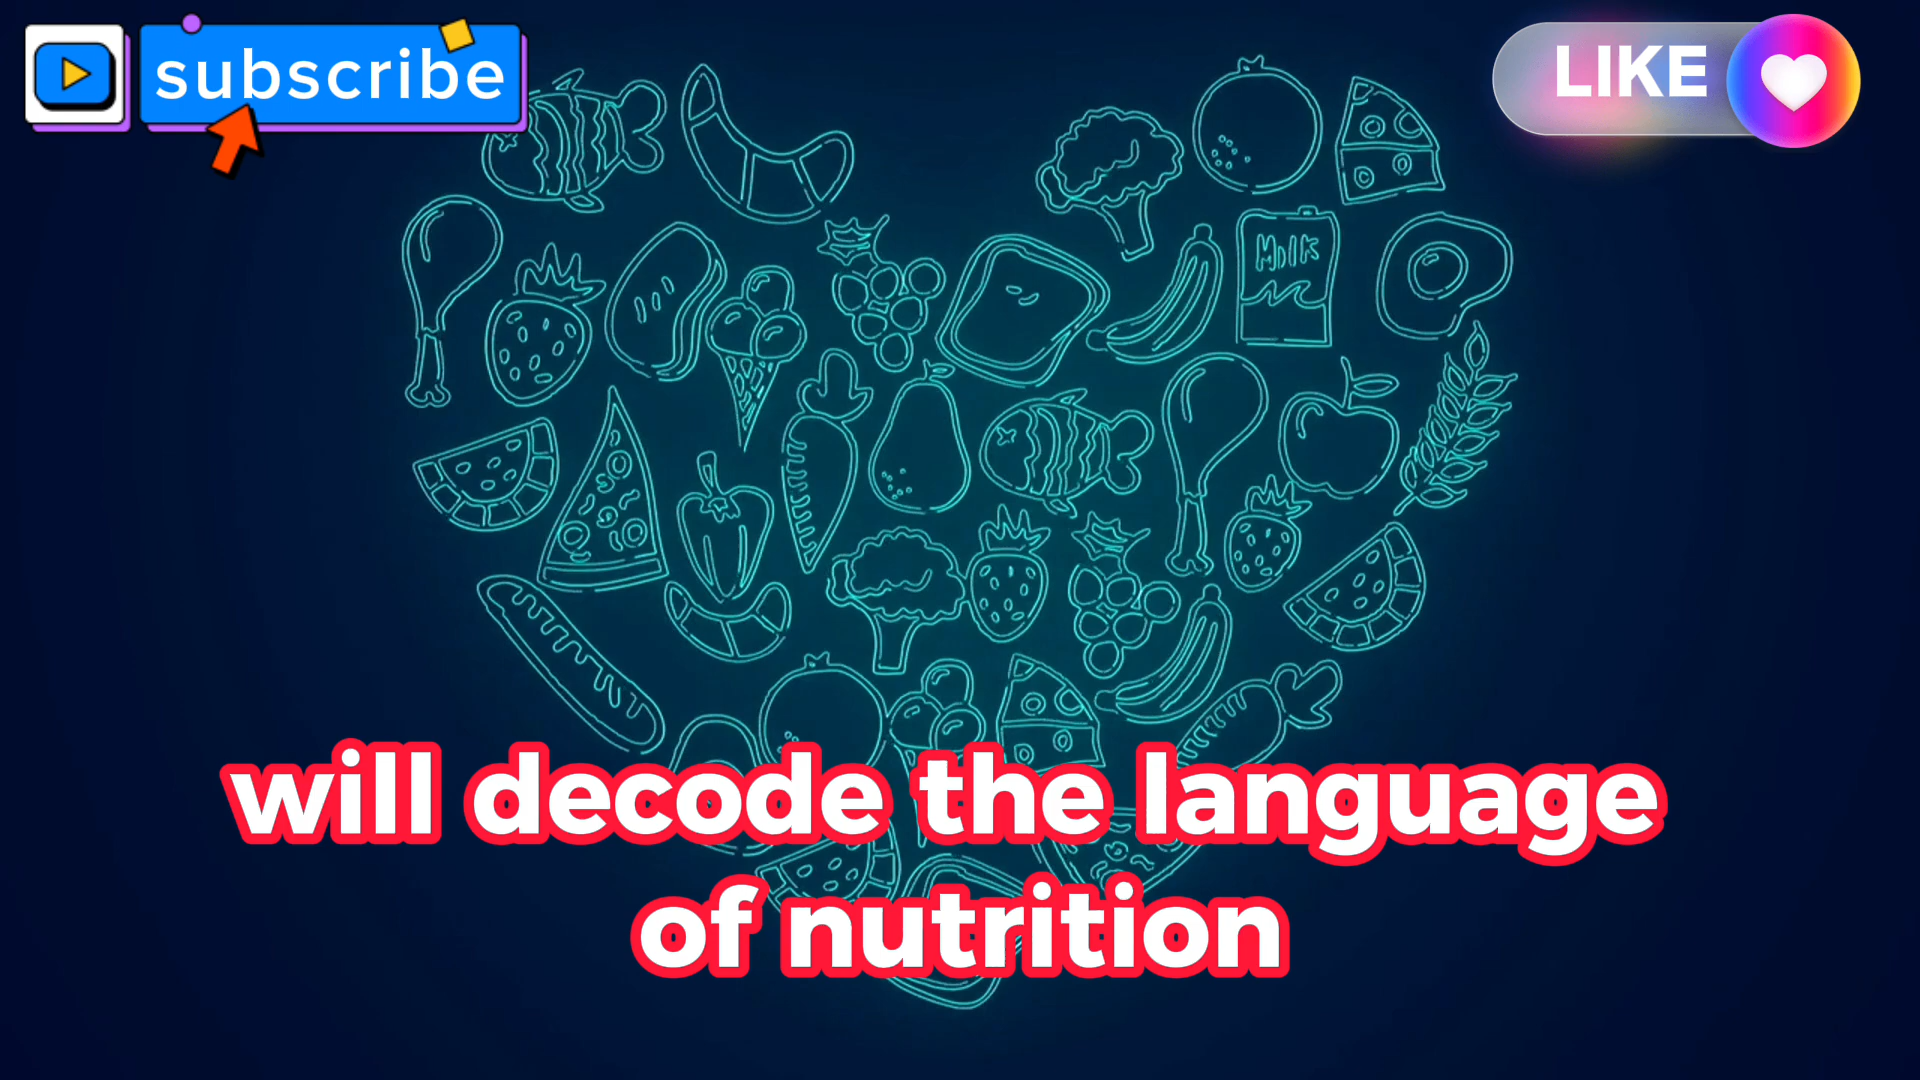 subscribe
LIKE
Milk
will decode the language
of nutrition